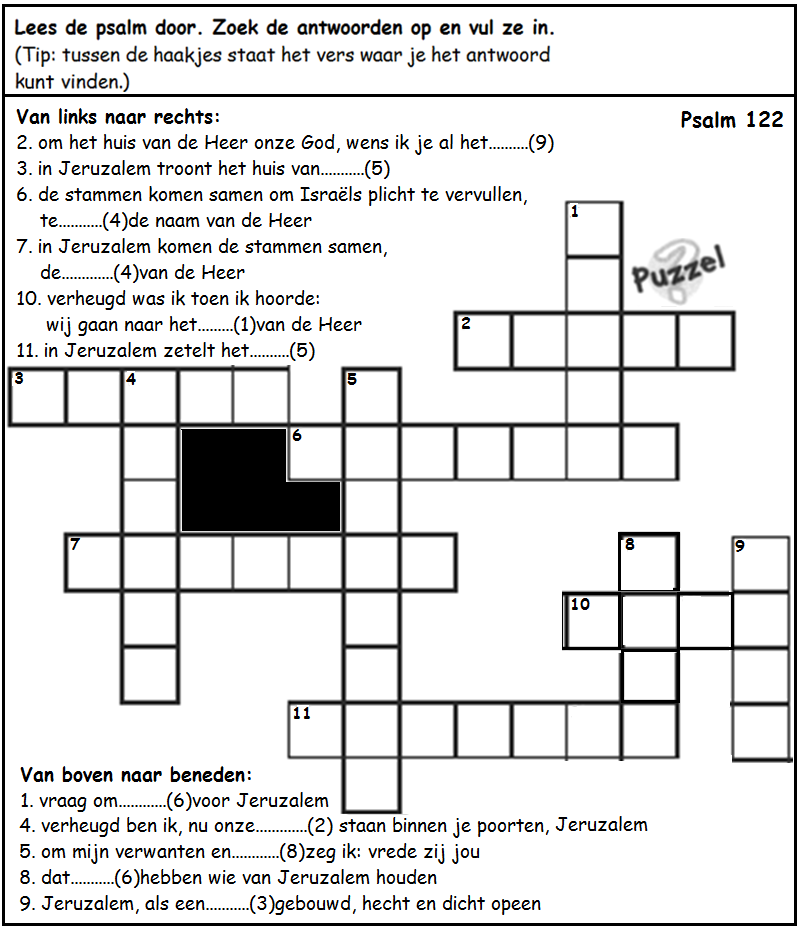 Lees de psalm door. Zoek de antwoorden op en vul ze in.
(Tip: tussen de haakjes staat het vers waar je het antwoord
kunt vinden.)
Van links naar rechts:
Psalm 122
2. om het huis van de Heer onze God, wens ik je al het.........(9)
3. in Jeruzalem troont het huis van..........(5)
6. de stammen komen samen om Israëls plicht te vervullen,
te..........(4)de naam van de Heer
7. in Jeruzalem komen de stammen samen,
de............(4)van de Heer
10. verheugd was ik toen ik hoorde:
wij gaan naar het........(1)van de Heer
11. in Jeruzalem zetelt het.........(5)
Puzzel
?
1
2
3
4
5
6
7
8
9
10
11
Van boven naar beneden:
1. vraag om...........(6)voor Jeruzalem
4. verheugd ben ik, nu onze............(2) staan binnen je poorten, Jeruzalem
5. om mijn verwanten en...........(8)zeg ik: vrede zij jou
8. dat..........(6)hebben wie van Jeruzalem houden
9. Jeruzalem, als een..........(3)gebouwd, hecht en dicht opeen